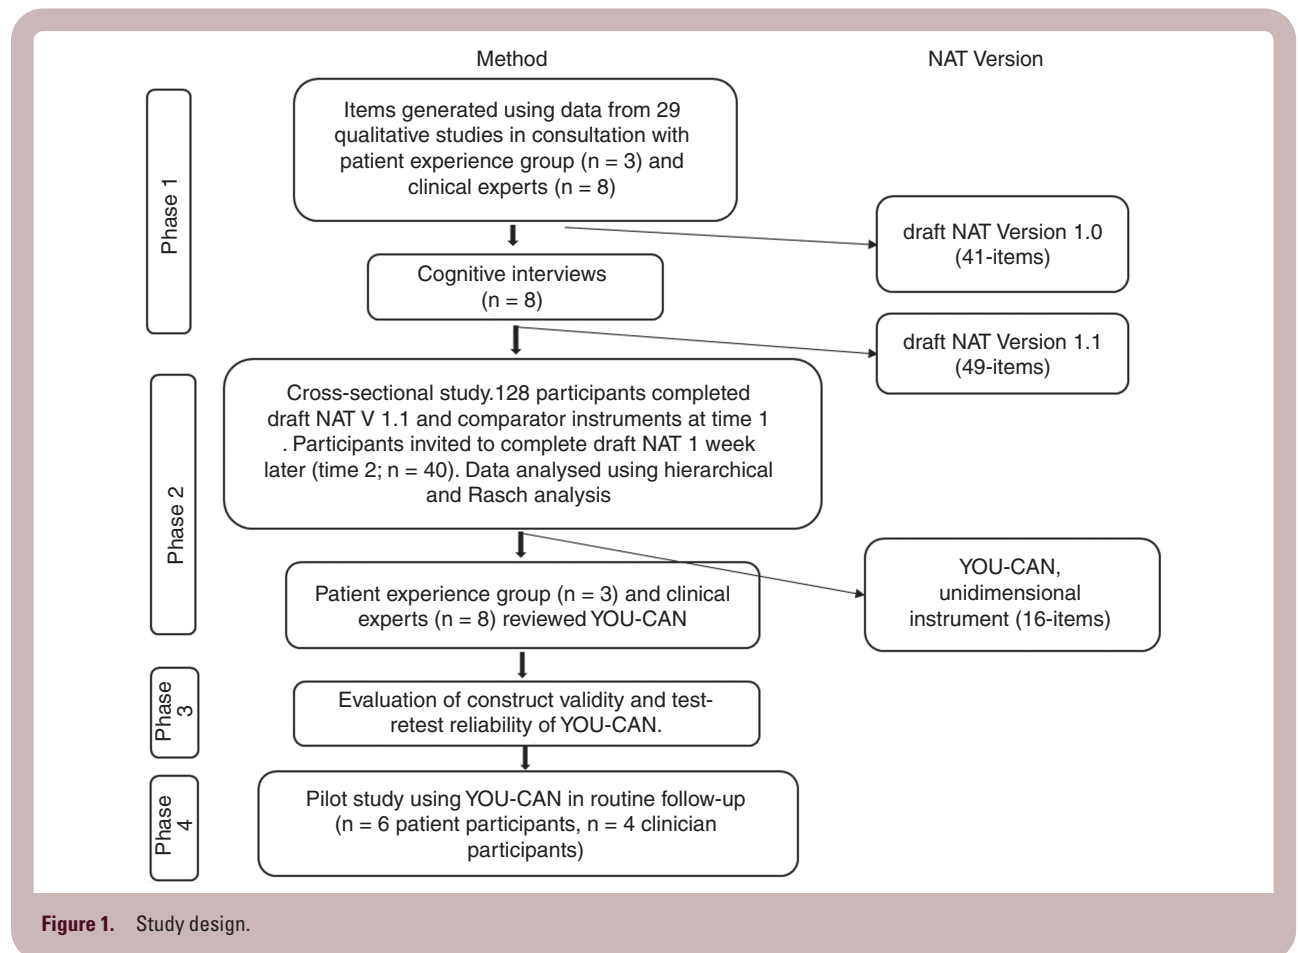 Method
NAT Version
Phase 1
Items generated using data from 29
qualitative studies in consultation with
patient experience group (n = 3) and
clinical experts (n = 8)
draft NAT Version 1.0
(41-items)
Cognitive interviews
(n = 8)
draft NAT Version 1.1
(49-items)
Phase 2
Cross-sectional study.128 participants completed
draft NAT V 1.1 and comparator instruments at time 1
. Participants invited to complete draft NAT 1 week
later (time 2; n = 40). Data analysed using hierarchical
and Rasch analysis
YOU-CAN,
unidimensional
instrument (16-items)
Patient experience group (n = 3) and clinical
experts (n = 8) reviewed YOU-CAN
Phase
3
Evaluation of construct validity and test-
retest reliability of YOU-CAN.
Phase
4
Pilot study using YOU-CAN in routine follow-up
(n = 6 patient participants, n = 4 clinician
participants)
Figure 1. Study design.